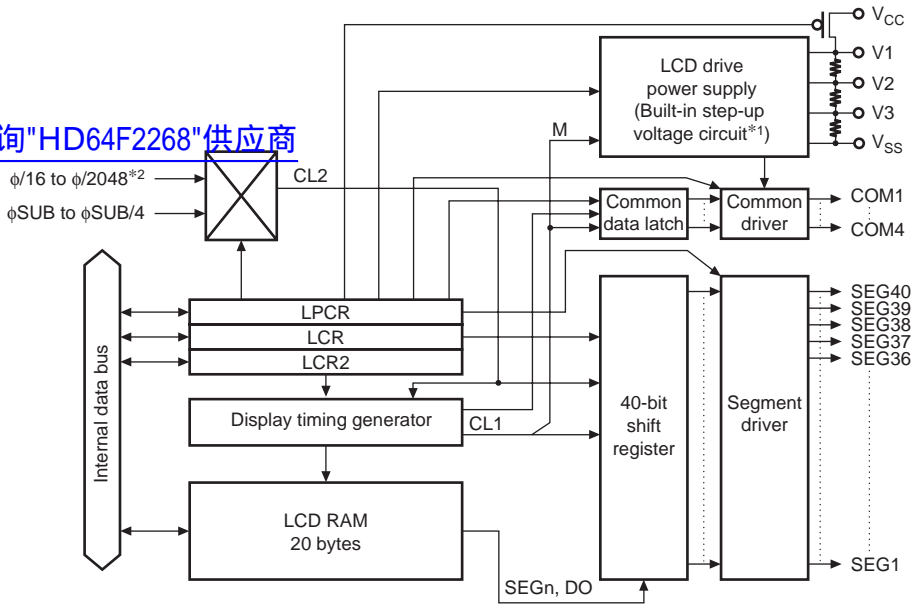 V_CC
V1
LCD drive
power supply
(Built-in step-up
voltage circuit*1)
V2
V3
V_SS
M
询"HD64F2268"供应商
ϕ/16 to ϕ/2048*2
CL2
ϕSUB to ϕSUB/4
Common
data latch
Common
driver
COM1
COM4
Internal data bus
LPCR
LCR
LCR2
SEG40
SEG39
SEG38
SEG37
SEG36
Display timing generator
CL1
40-bit
shift
register
Segment
driver
LCD RAM
20 bytes
SEGn, DO
SEG1